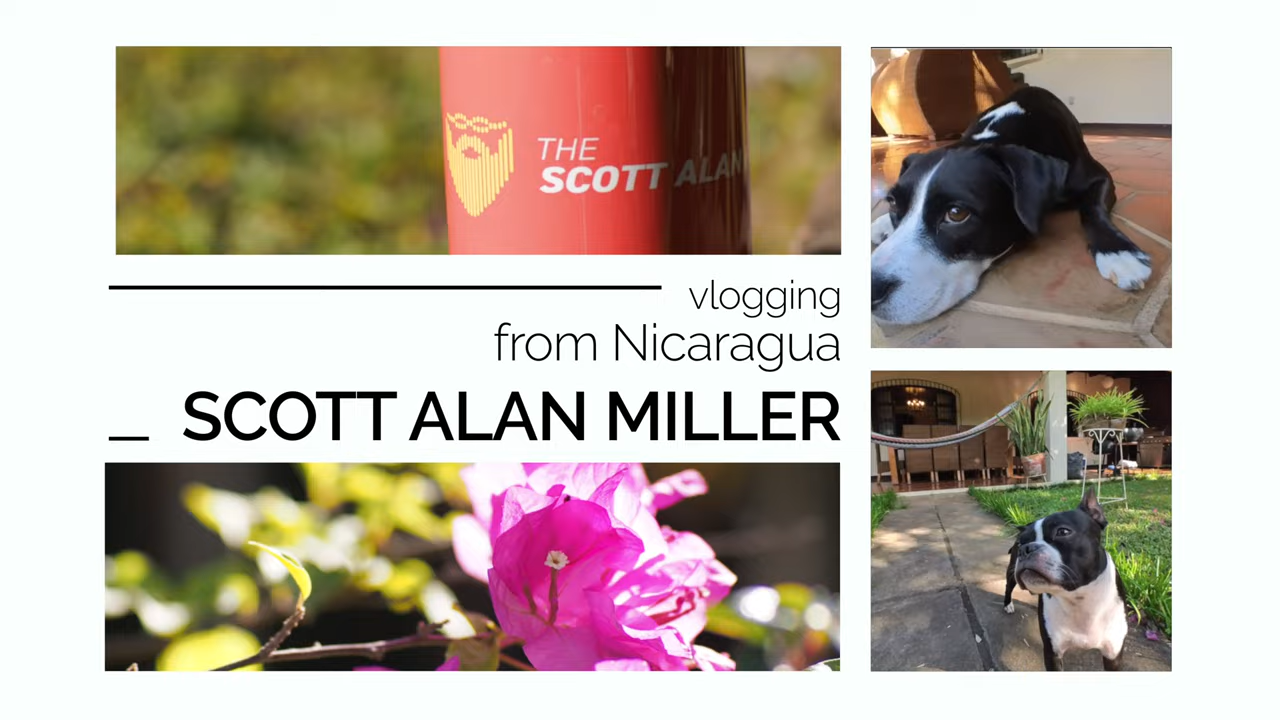 THE
SCOTT ALAN
vlogging
from Nicaragua
_ SCOTT ALAN MILLER